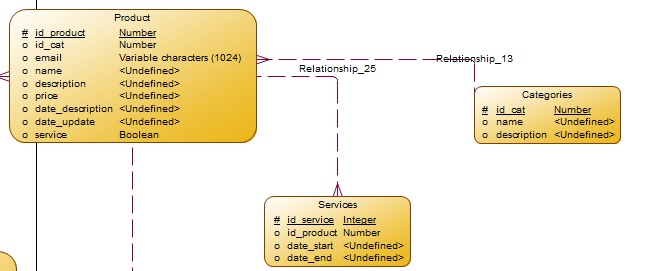 Product
# id_product Number
o id_cat Number
o email Variable characters (1024)
o name <Undefined>
o description <Undefined>
o price <Undefined>
o date_description <Undefined>
o date_update <Undefined>
o service Boolean
Relationship_13
Relationship_25
Categories
# id_cat Number
o name <Undefined>
o description <Undefined>
Services
# id_service Integer
o id_product Number
o date_start <Undefined>
o date_end <Undefined>